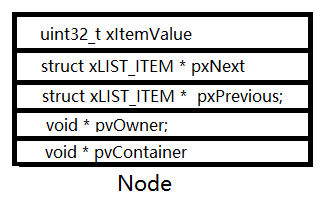 uint32_t xItemValue
struct xLIST_ITEM * pxNext
struct xLIST_ITEM * pxPrevious;
void * pvOwner;
void * pvContainer
Node